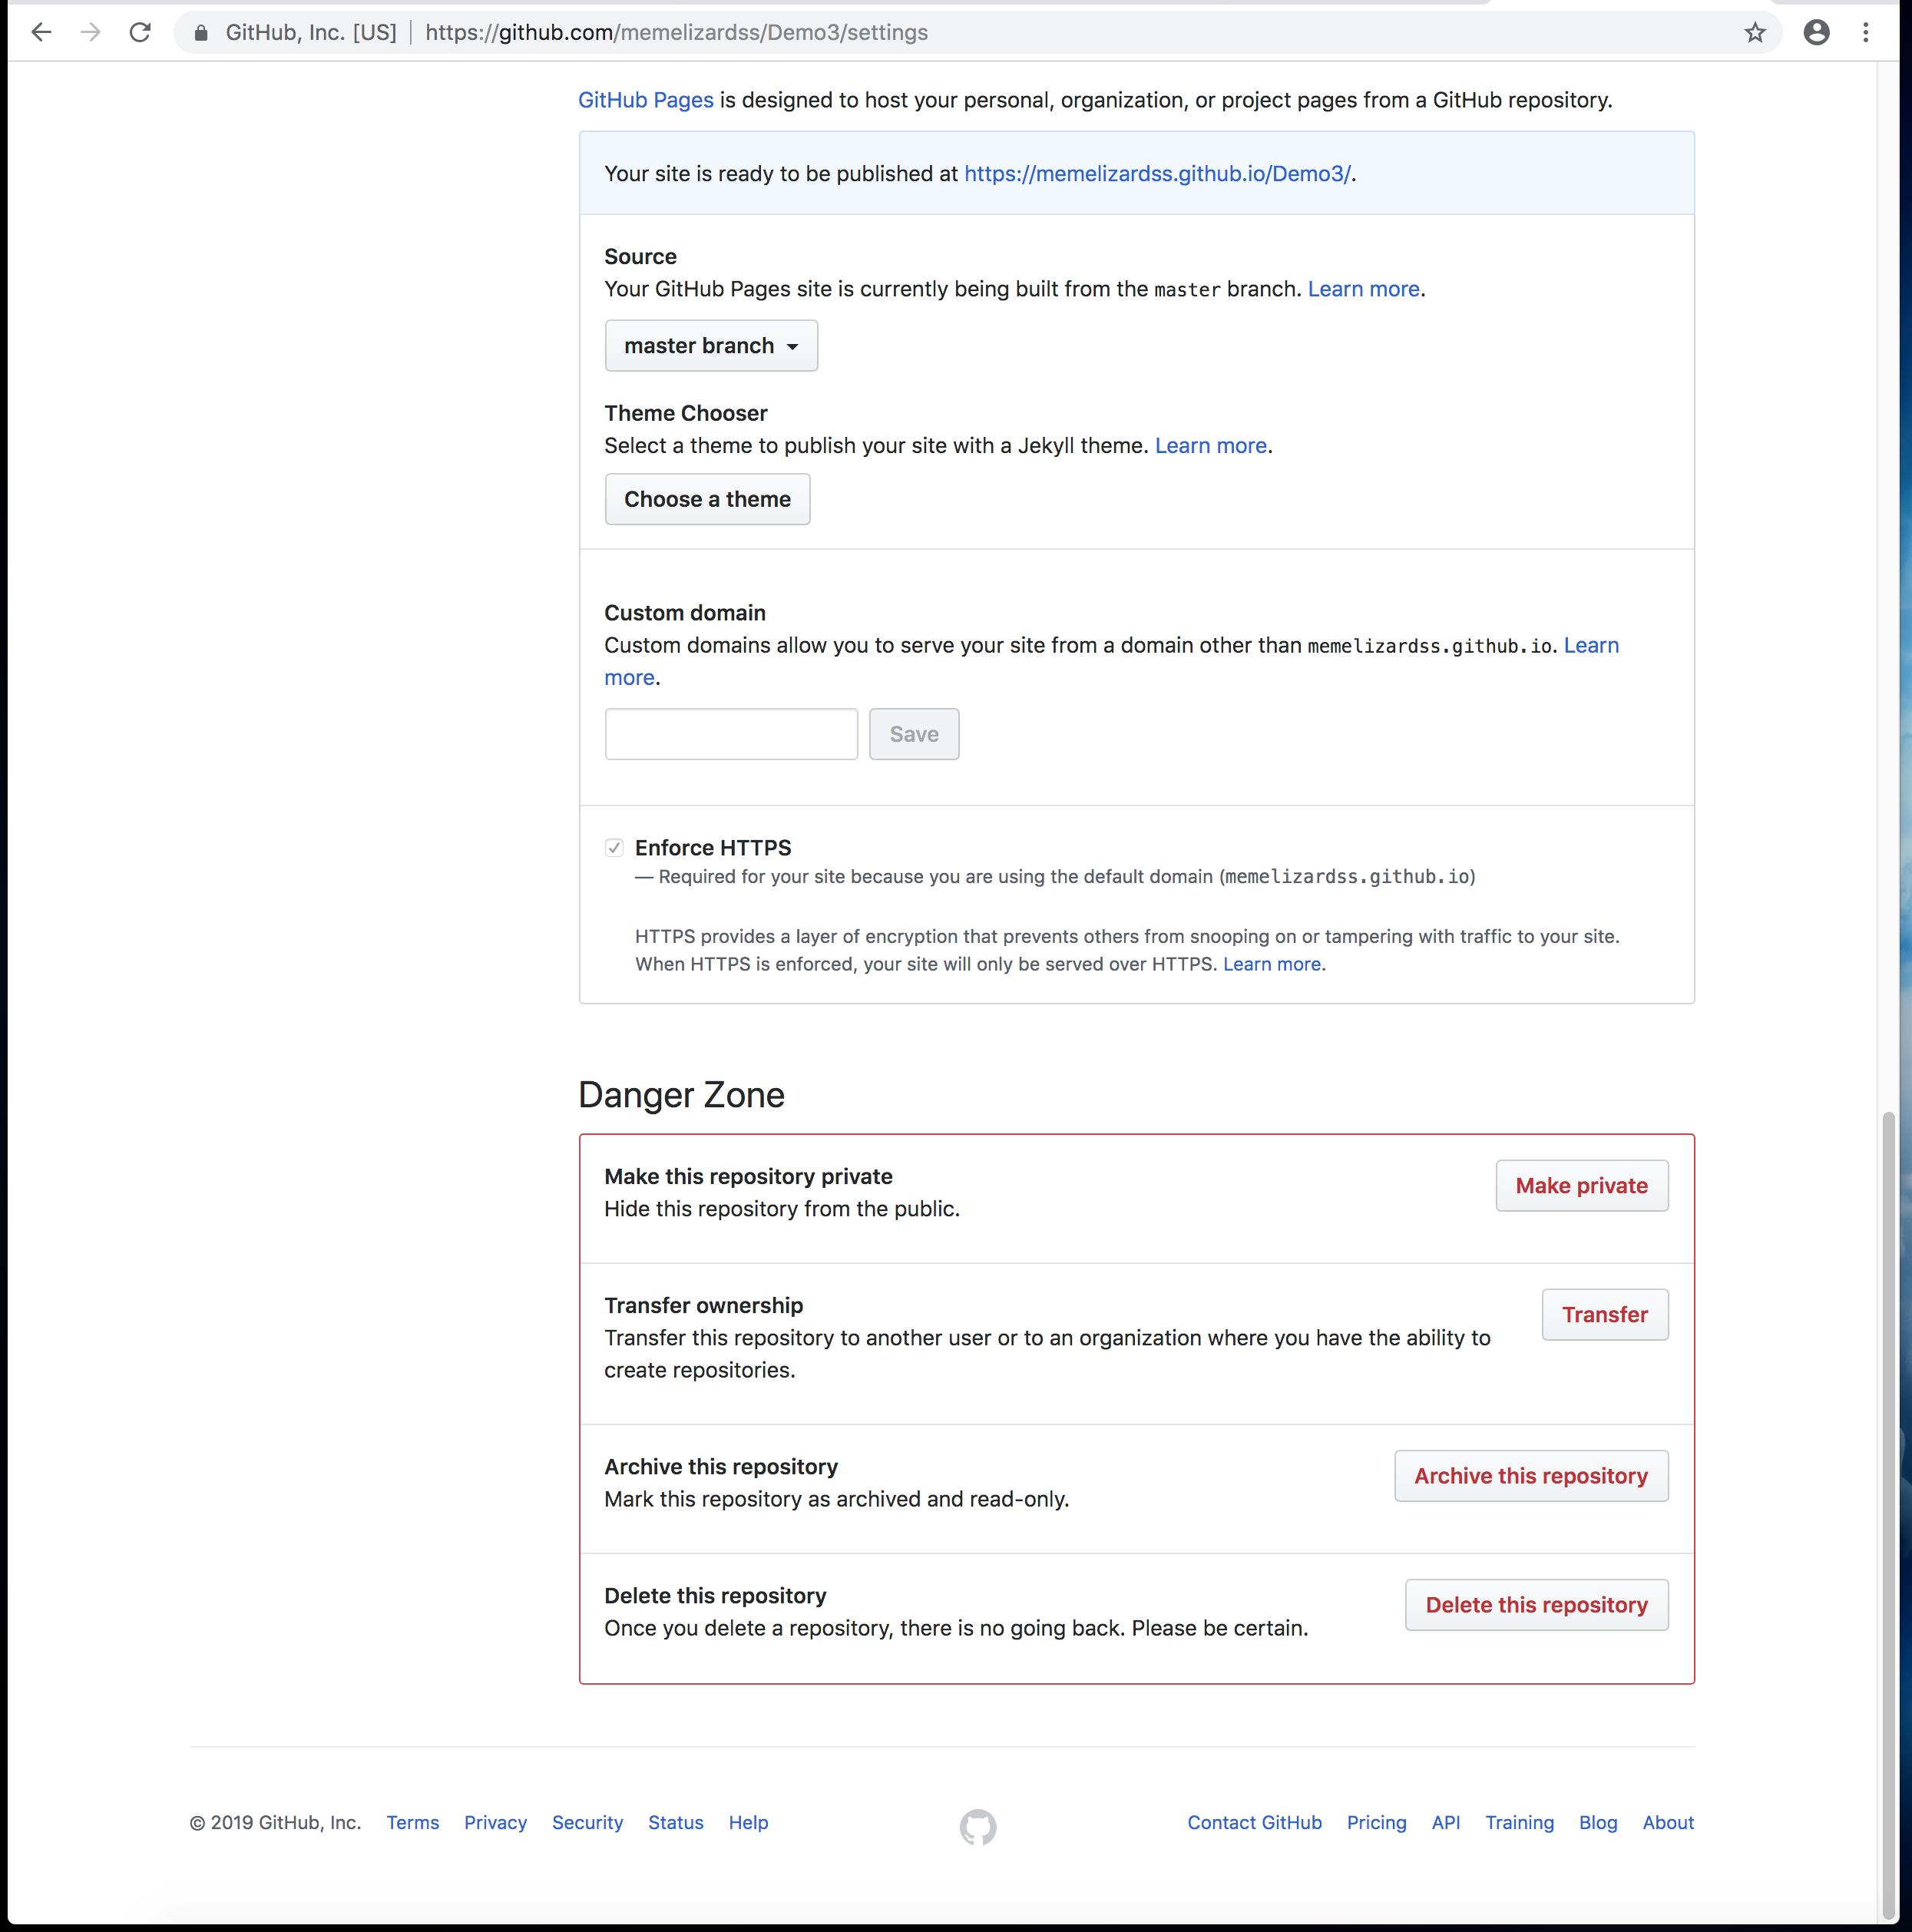 GitHub, Inc. [US] | https://github.com/memelizardss/Demo3/settings
GitHub Pages is designed to host your personal, organization, or project pages from a GitHub repository.
Your site is ready to be published at https://memelizardss.github.io/Demo3/.
Source
Your GitHub Pages site is currently being built from the master branch. Learn more.
master branch
Theme Chooser
Select a theme to publish your site with a Jekyll theme. Learn more.
Choose a theme
Custom domain
Custom domains allow you to serve your site from a domain other than memelizardss.github.io. Learn
more.
Save
Enforce HTTPS
— Required for your site because you are using the default domain (memelizardss.github.io)
HTTPS provides a layer of encryption that prevents others from snooping on or tampering with traffic to your site.
When HTTPS is enforced, your site will only be served over HTTPS. Learn more.
Danger Zone
Make this repository private
Hide this repository from the public.
Make private
Transfer ownership
Transfer this repository to another user or to an organization where you have the ability to
create repositories.
Transfer
Archive this repository
Mark this repository as archived and read-only.
Archive this repository
Delete this repository
Once you delete a repository, there is no going back. Please be certain.
Delete this repository
© 2019 GitHub, Inc. Terms Privacy Security Status Help Contact GitHub Pricing API Training Blog About